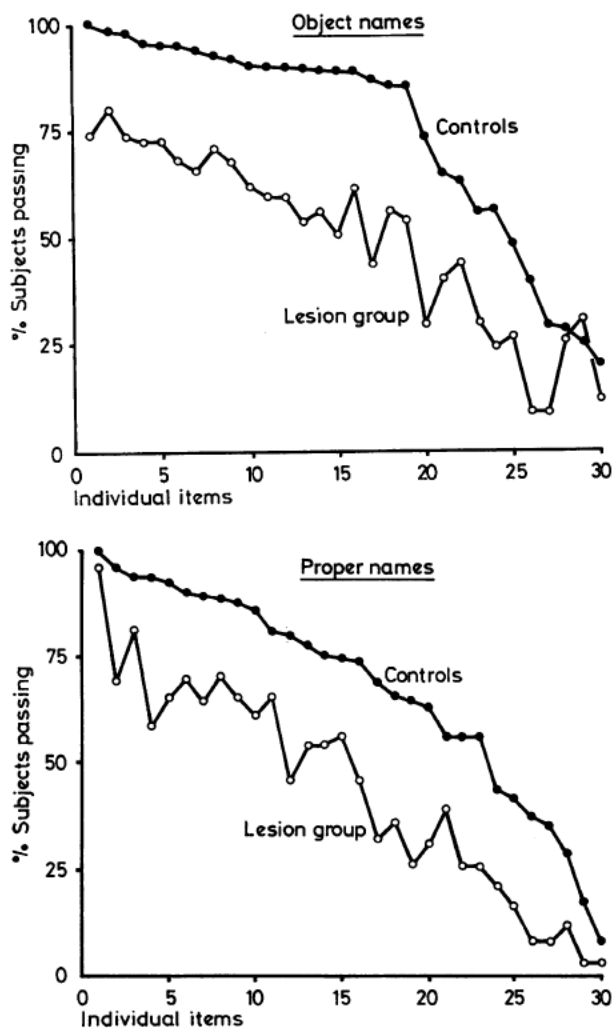 Object names
100
75
50
25
0
% Subjects passing
Controls
Lesion group
0 5 10 15 20 25 30
Individual items
Proper names
100
75
50
25
0
% Subjects passing
Controls
Lesion group
0 5 10 15 20 25 30
Individual items